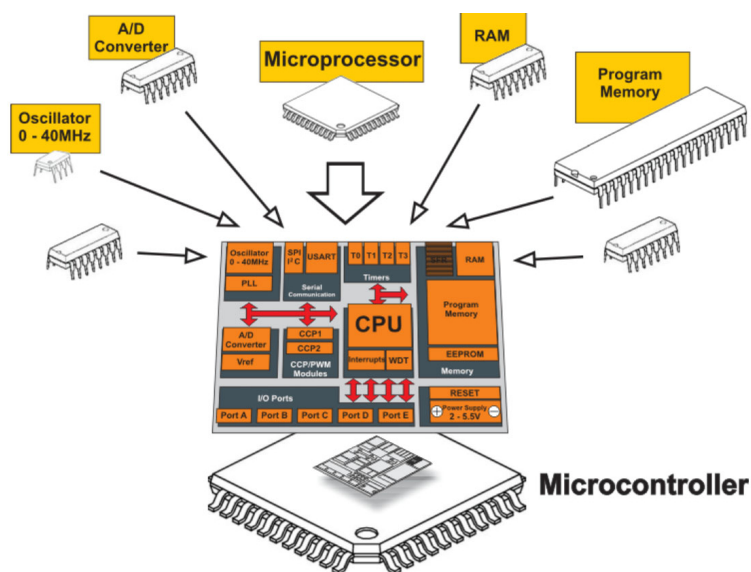 A/D
Converter
Microprocessor
RAM
Program
Memory
Oscillator
0 - 40MHz
Oscillator
0 - 40MHz
PLL
SPI
I²C
USART
Serial
Communication
T0 T1 T2 T3
Timers
SFR
RAM
Program
Memory
EEPROM
Memory
A/D
Converter
Vref
CCP1
CCP2
CCP/PWM
Modules
CPU
Interrupts
WDT
I/O Ports
Port A
Port B
Port C
Port D
Port E
RESET
+ Power Supply -
2 - 5.5V
Microcontroller